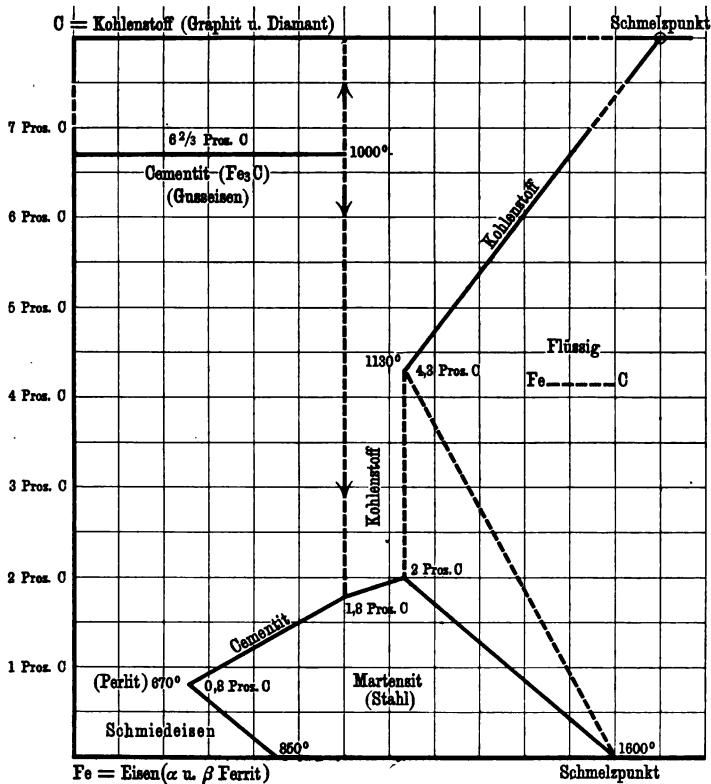 C = Kohlenstoff (Graphit u. Diamant)
Schmelzpunkt
7 Proz. C
6 2/3 Proz. C
1000°
Cementit (Fe₃C)
(Gusseisen)
6 Proz. C
Kohlenstoff
5 Proz. C
Flüssig
1130°
4,3 Proz. C
Fe C
4 Proz. C
Kohlenstoff
3 Proz. C
2 Proz. C
2 Proz. C
1,8 Proz. C
Cementit
1 Proz. C
(Perlit) 670°
0,8 Proz. C
Martensit
(Stahl)
Schmiedeisen
850°
1600°
Fe = Eisen (α u. β Ferrit)
Schmelzpunkt